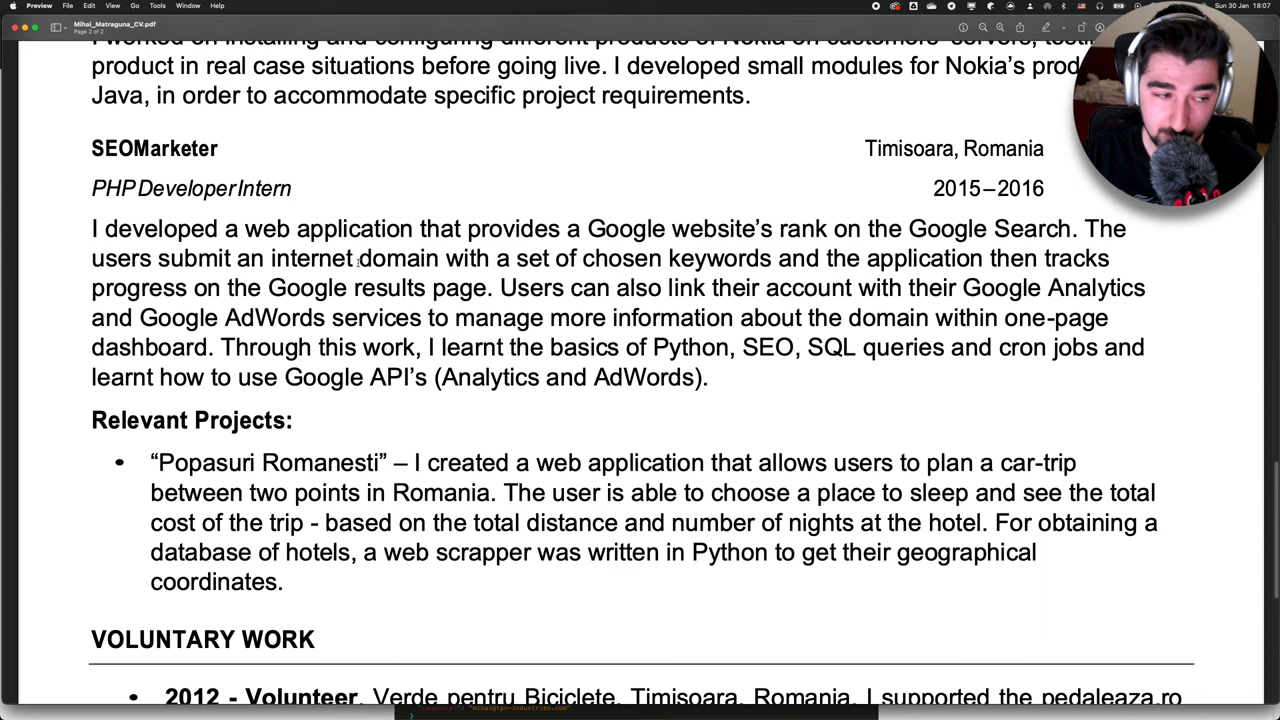 Preview File Edit View Go Tools Window Help Sun 30 Jan 18:07
Mihai_Matraguna_CV.pdf
Page 2 of 2
I worked on installing and configuring different products of Nokia on customers' servers,
product in real case situations before going live. I developed small modules for Nokia's
Java, in order to accommodate specific project requirements.
SEOMarketer Timisoara, Romania
PHP Developer Intern 2015–2016
I developed a web application that provides a Google website's rank on the Google Search. The
users submit an internet domain with a set of chosen keywords and the application then tracks
progress on the Google results page. Users can also link their account with their Google Analytics
and Google AdWords services to manage more information about the domain within one-page
dashboard. Through this work, I learnt the basics of Python, SEO, SQL queries and cron jobs and
learnt how to use Google API's (Analytics and AdWords).
Relevant Projects:
• “Popasuri Romanesti” – I created a web application that allows users to plan a car-trip
between two points in Romania. The user is able to choose a place to sleep and see the total
cost of the trip - based on the total distance and number of nights at the hotel. For obtaining a
database of hotels, a web scrapper was written in Python to get their geographical
coordinates.
VOLUNTARY WORK
• 2012 - Volunteer, Verde pentru Biciclete, Timisoara, Romania. I supported the pedaleaza.ro